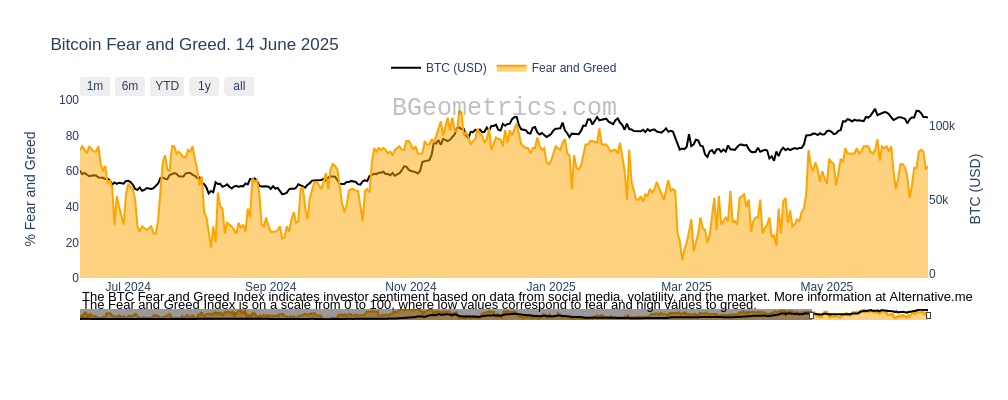 Bitcoin Fear and Greed. 14 June 2025
BTC (USD) Fear and Greed
1m 6m YTD 1y all
BGeometrics.com
% Fear and Greed
100
80
60
40
20
0
100k
50k
0
BTC (USD)
Jul 2024 Sep 2024 Nov 2024 Jan 2025 Mar 2025 May 2025
The BTC Fear and Greed Index indicates investor sentiment based on data from social media, volatility, and the market. More information at Alternative.me
The Fear and Greed Index is on a scale from 0 to 100, where low values correspond to fear and high values to greed.